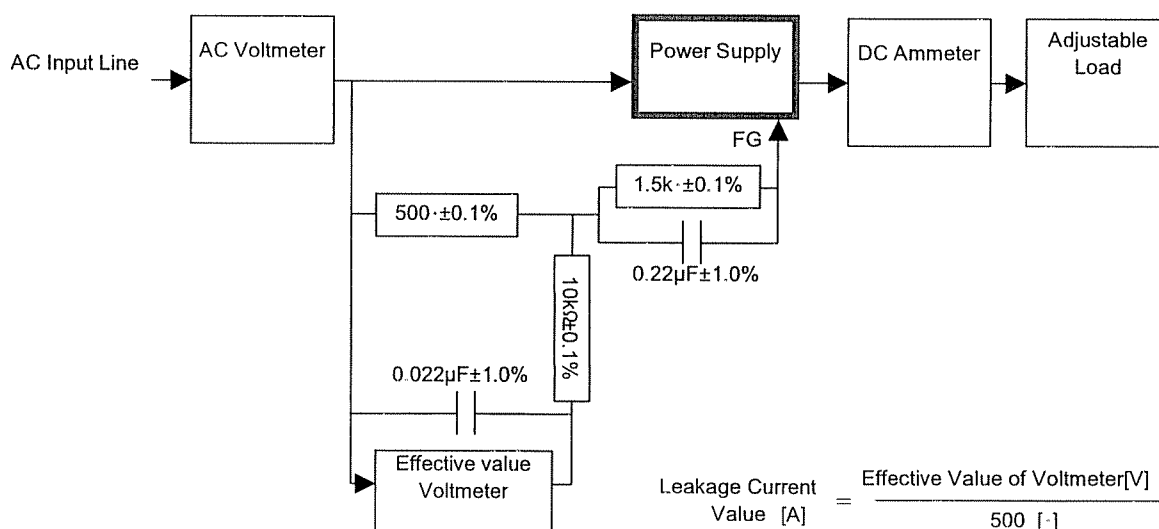 AC Input Line
AC Voltmeter
Power Supply
DC Ammeter
Adjustable
Load
FG
1.5k·±0.1%
500·±0.1%
0.22µF±1.0%
10kΩ±0.1%
0.022µF±1.0%
Effective value
Voltmeter
Leakage Current
Value [A]
=
Effective Value of Voltmeter[V]
500 [·]